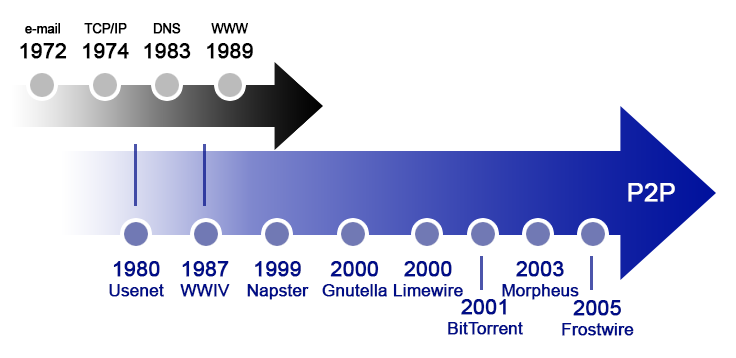 e-mail TCP/IP DNS WWW
1972 1974 1983 1989
P2P
1980 1987 1999 2000 2000 2003
Usenet WWIV Napster Gnutella Limewire Morpheus
2001 2005
BitTorrent Frostwire